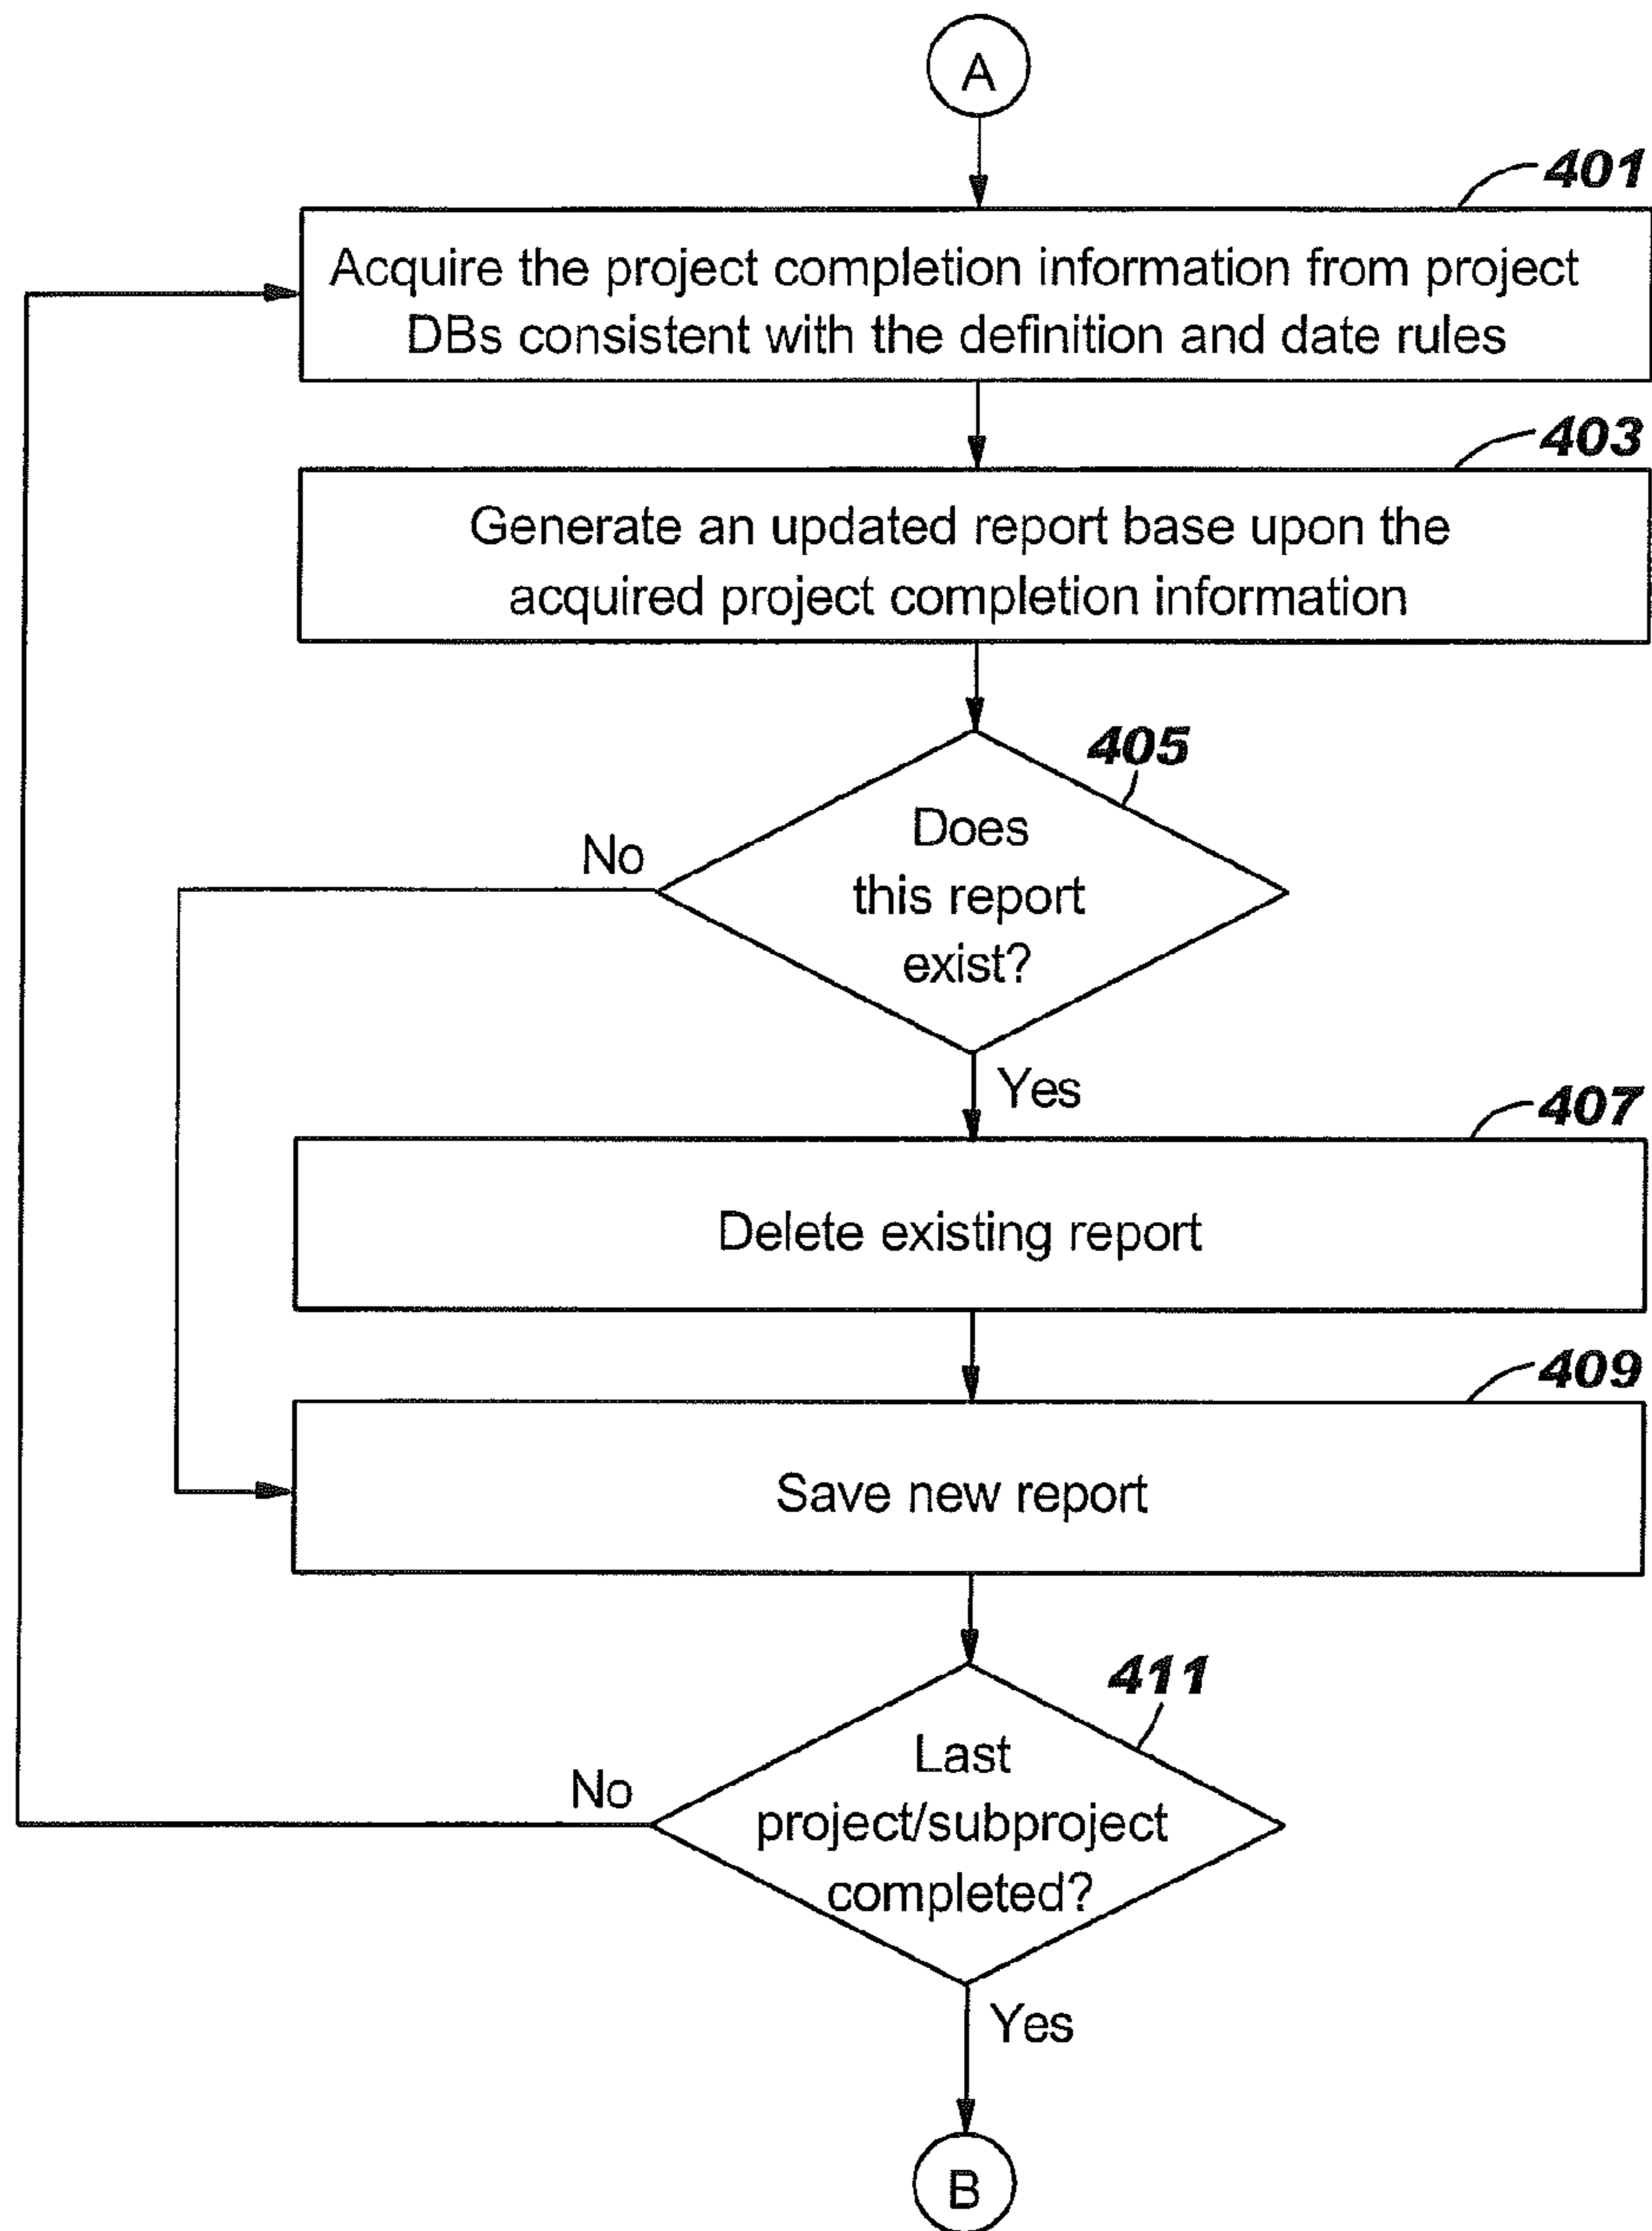 A
401
Acquire the project completion information from project
DBs consistent with the definition and date rules
403
Generate an updated report base upon the
acquired project completion information
405
Does
this report
exist?
No
Yes
407
Delete existing report
409
Save new report
411
Last
project/subproject
completed?
No
Yes
B